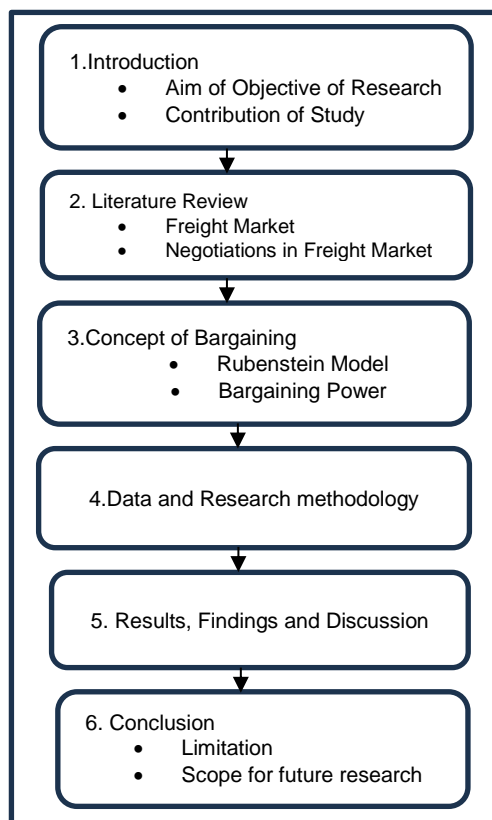 1.Introduction
• Aim of Objective of Research
• Contribution of Study
2. Literature Review
• Freight Market
• Negotiations in Freight Market
3.Concept of Bargaining
• Rubenstein Model
• Bargaining Power
4.Data and Research methodology
5. Results, Findings and Discussion
6. Conclusion
• Limitation
• Scope for future research